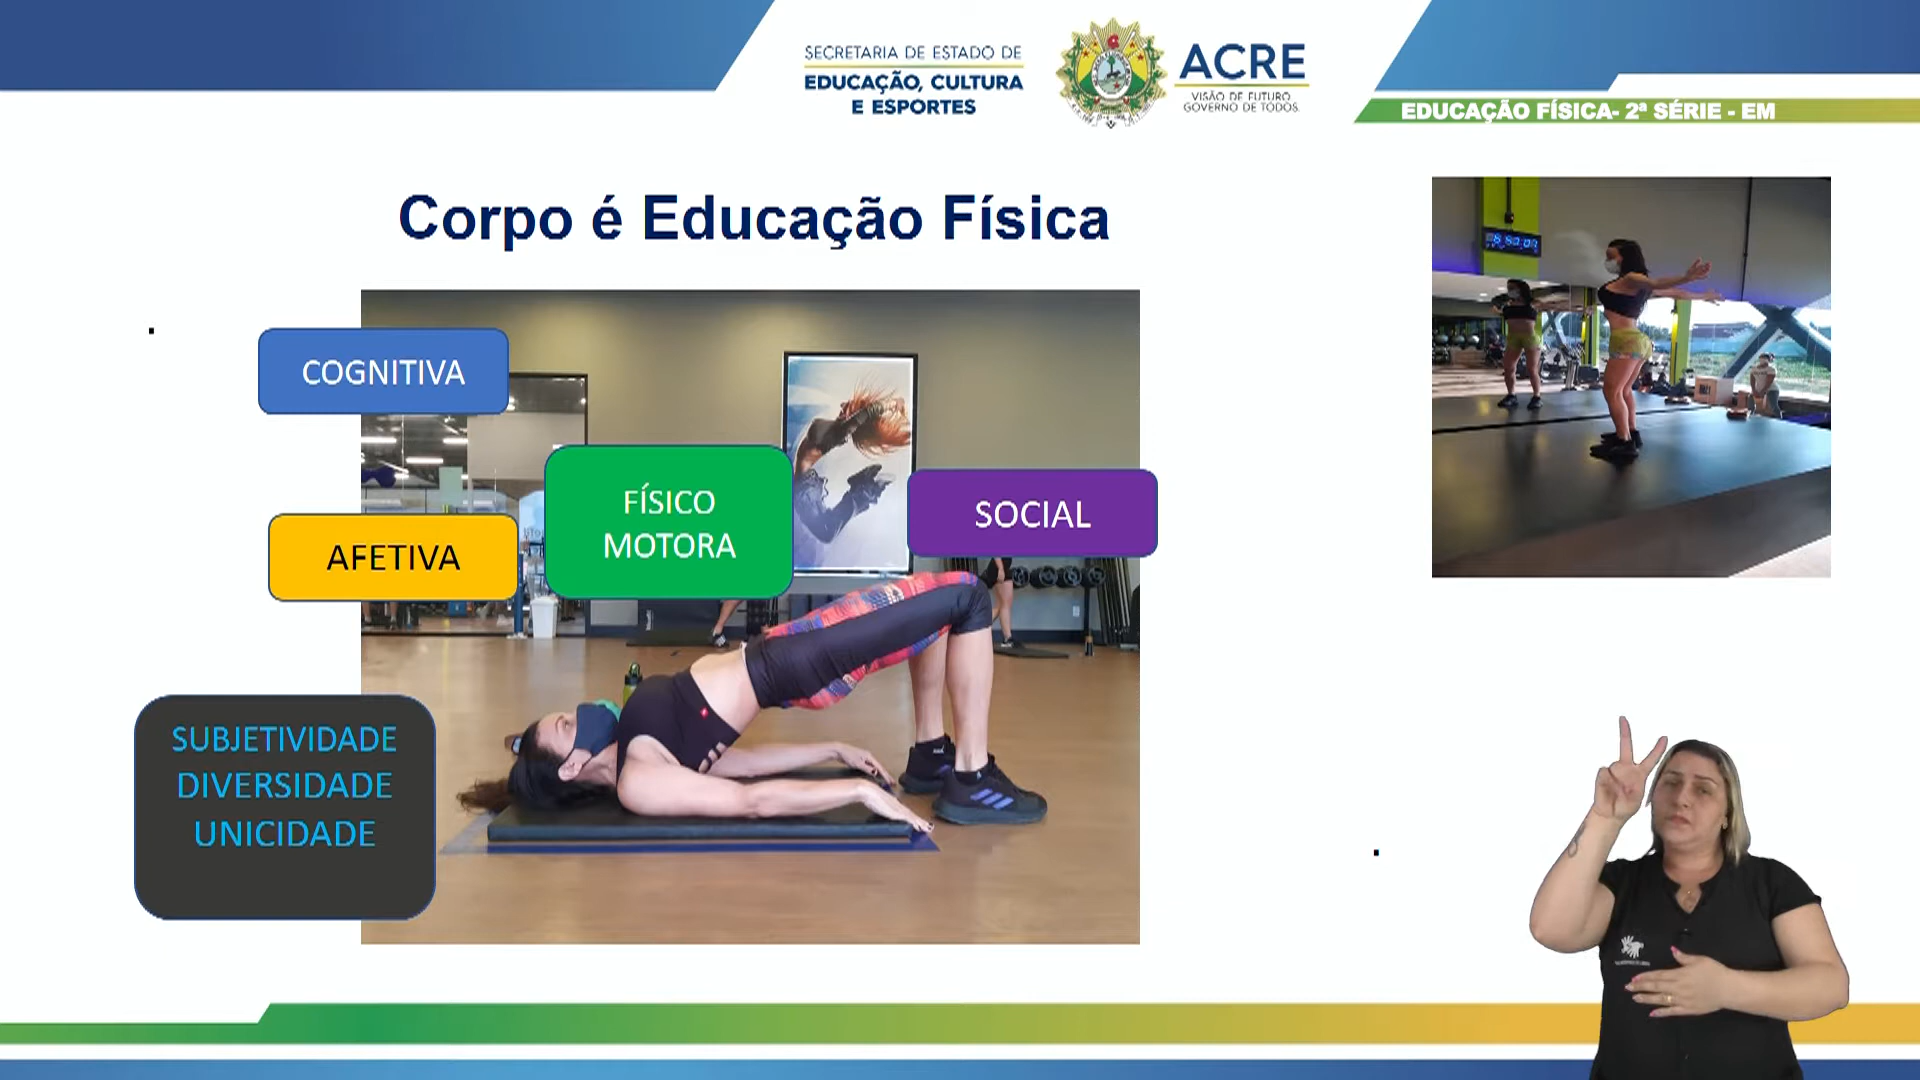 SECRETARIA DE ESTADO DE
EDUCAÇÃO, CULTURA
E ESPORTES
ACRE
VISÃO DE FUTURO
GOVERNO DE TODOS.
EDUCAÇÃO FÍSICA- 2ª SÉRIE - EM
Corpo é Educação Física
COGNITIVA
AFETIVA
FÍSICO
MOTORA
SOCIAL
SUBJETIVIDADE
DIVERSIDADE
UNICIDADE